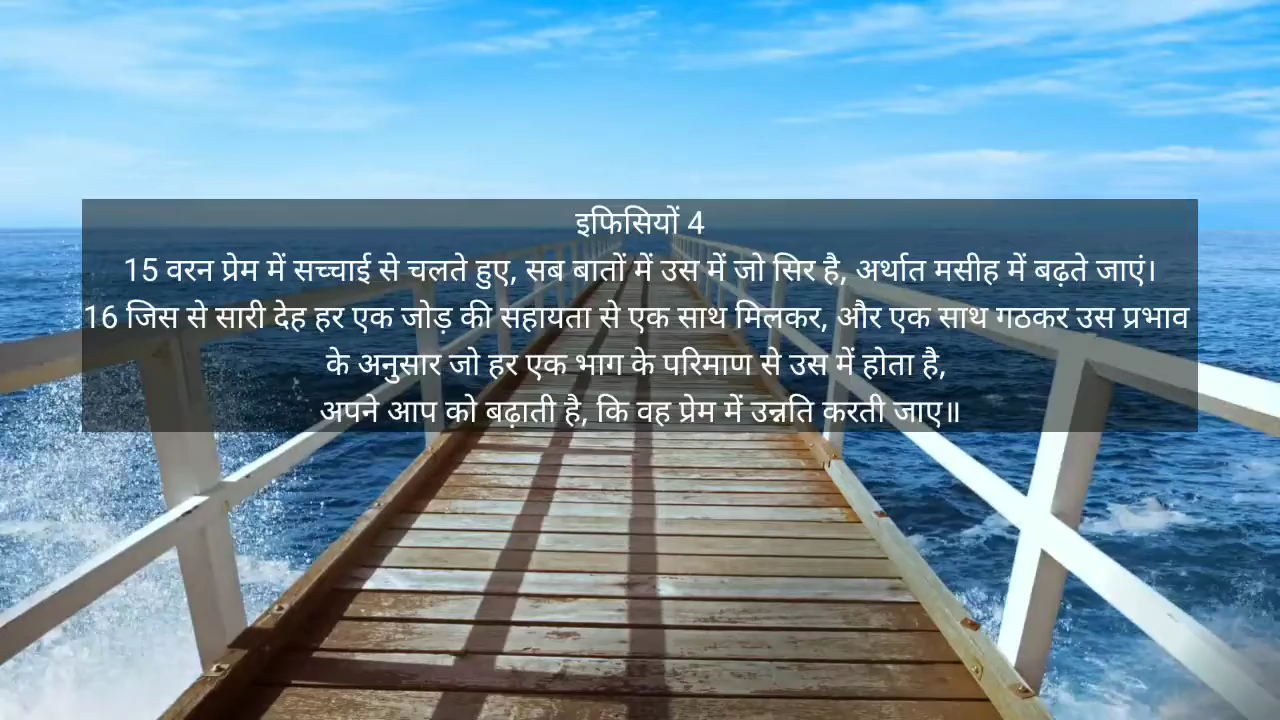 इफिसियों 4
15 वरन प्रेम में सच्चाई से चलते हुए, सब बातों में उस में जो सिर है, अर्थात मसीह में बढ़ते जाएं।
16 जिस से सारी देह हर एक जोड़ की सहायता से एक साथ मिलकर, और एक साथ गठकर उस प्रभाव
के अनुसार जो हर एक भाग के परिमाण से उस में होता है,
अपने आप को बढ़ाती है, कि वह प्रेम में उन्नति करती जाए॥